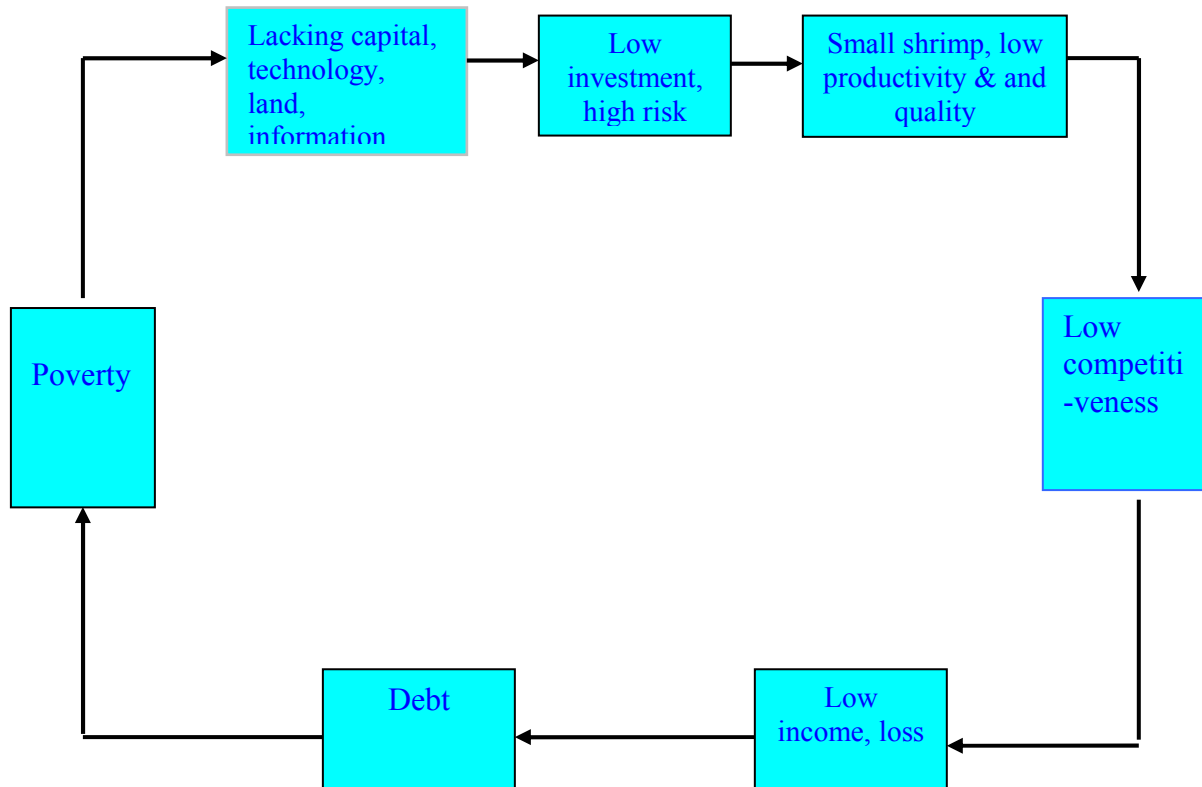 Lacking capital,
technology,
land,
information
Low
investment,
high risk
Small shrimp, low
productivity & and
quality
Poverty
Low
competiti
-veness
Debt
Low
income, loss